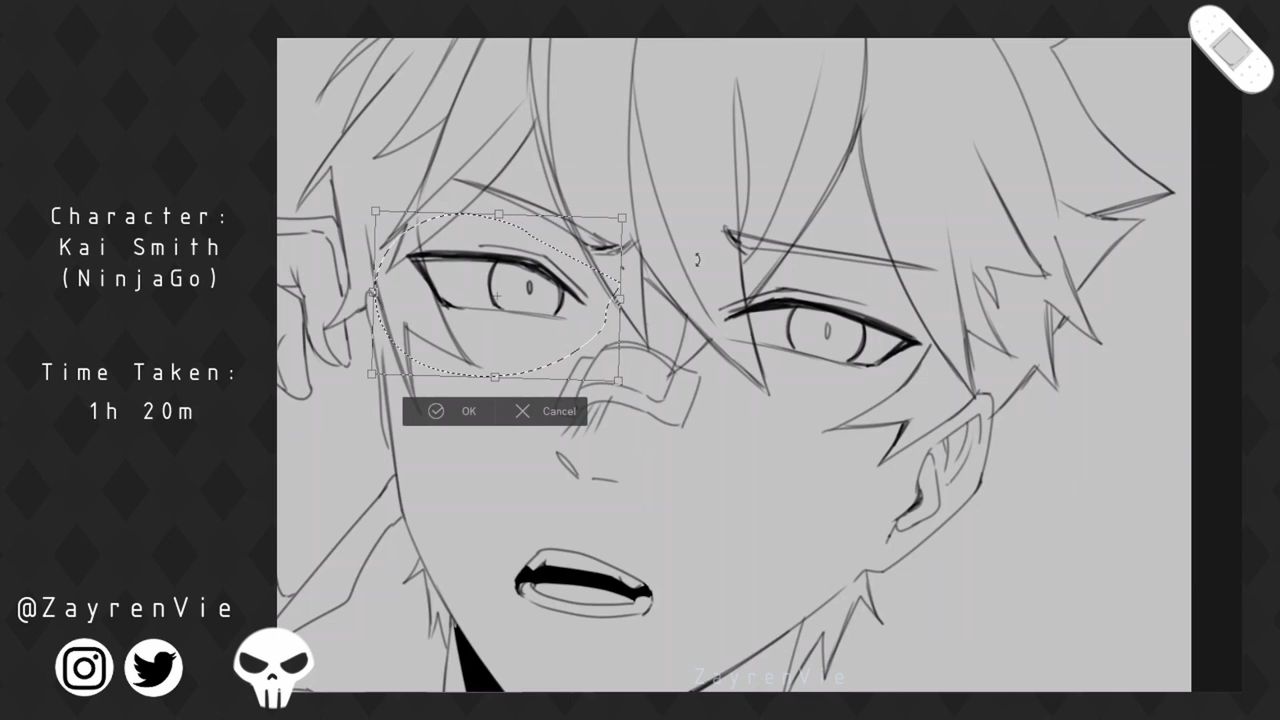 Character:
Kai Smith
(NinjaGo)
Time Taken:
1h 20m
OK Cancel
@ZayrenVie
ZayrenVie